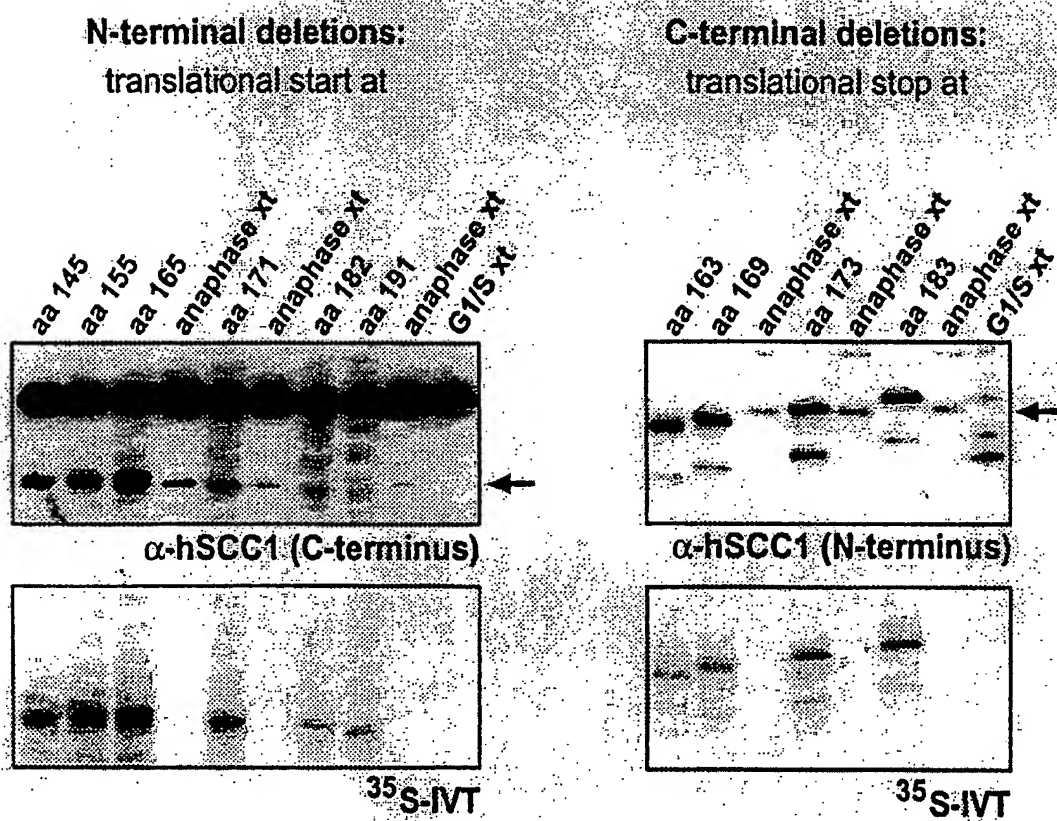 N-terminal deletions:
translational start at
aa 145
aa 155
aa 165
anaphase xt
aa 171
anaphase xt
aa 182
aa 191
anaphase xt
G1/S xt
α-hSCC1 (C-terminus)
35S-IVT
C-terminal deletions:
translational stop at
aa 163
aa 169
anaphase xt
aa 173
anaphase xt
aa 183
anaphase xt
G1/S xt
α-hSCC1 (N-terminus)
35S-IVT